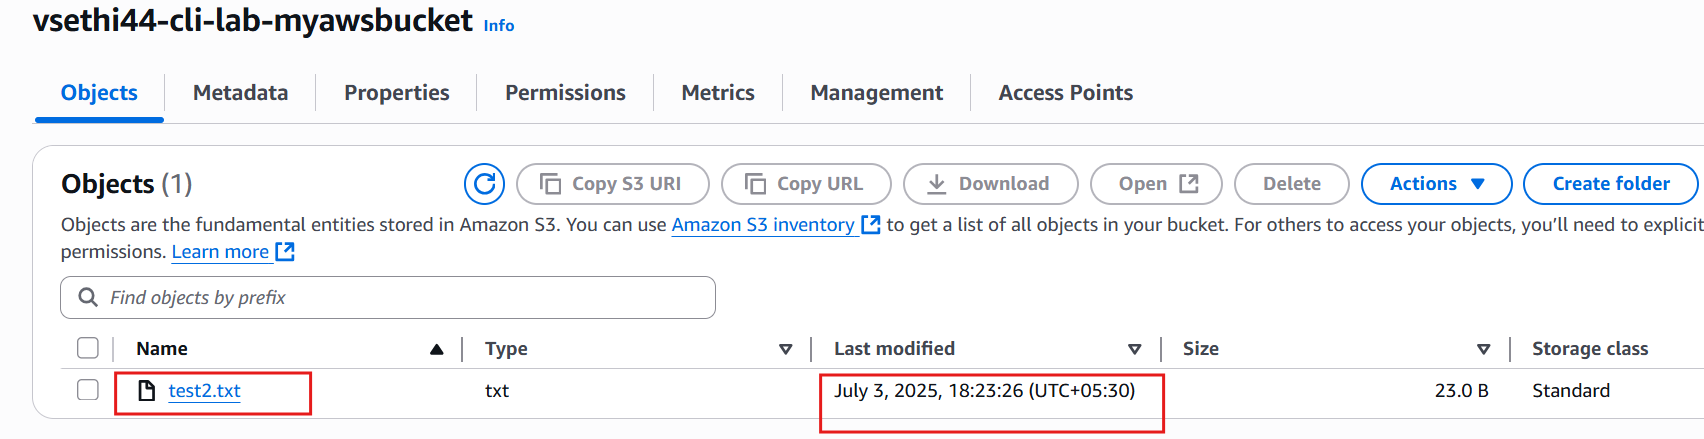 vsethi44-cli-lab-myawsbucket Info
Objects Metadata Properties Permissions Metrics Management Access Points
Objects (1) Copy S3 URI Copy URL Download Open Delete Actions Create folder
Objects are the fundamental entities stored in Amazon S3. You can use Amazon S3 inventory to get a list of all objects in your bucket. For others to access your objects, you'll need to explicit
permissions. Learn more
Find objects by prefix
Name Type Last modified Size Storage class
test2.txt txt July 3, 2025, 18:23:26 (UTC+05:30) 23.0 B Standard